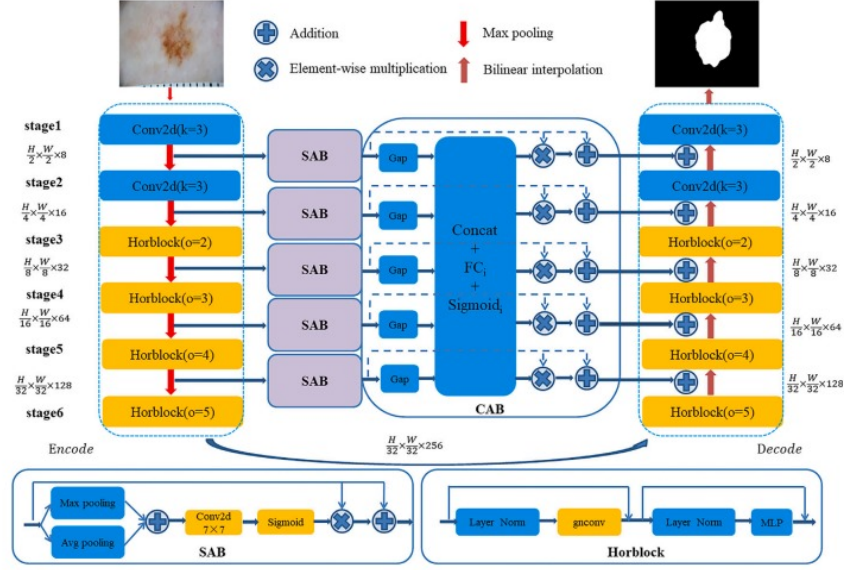 Addition
Max pooling
Element-wise multiplication
Bilinear interpolation
stage1
Conv2d(k=3)
H/2 × W/2 × 8
stage2
Conv2d(k=3)
H/4 × W/4 × 16
stage3
Horblock(o=2)
H/8 × W/8 × 32
stage4
Horblock(o=3)
H/16 × W/16 × 64
stage5
Horblock(o=4)
H/32 × W/32 × 128
stage6
Horblock(o=5)
Encode
SAB
SAB
SAB
SAB
SAB
Gap
Gap
Gap
Gap
Gap
Concat
+
FCi
+
Sigmoidi
CAB
Conv2d(k=3)
H/2 × W/2 × 8
Conv2d(k=3)
H/4 × W/4 × 16
Horblock(o=2)
H/8 × W/8 × 32
Horblock(o=3)
H/16 × W/16 × 64
Horblock(o=4)
H/32 × W/32 × 128
Horblock(o=5)
Decode
H/32 × W/32 × 256
Max pooling
Avg pooling
Conv2d
7×7
Sigmoid
SAB
Layer Norm
gnconv
Layer Norm
MLP
Horblock